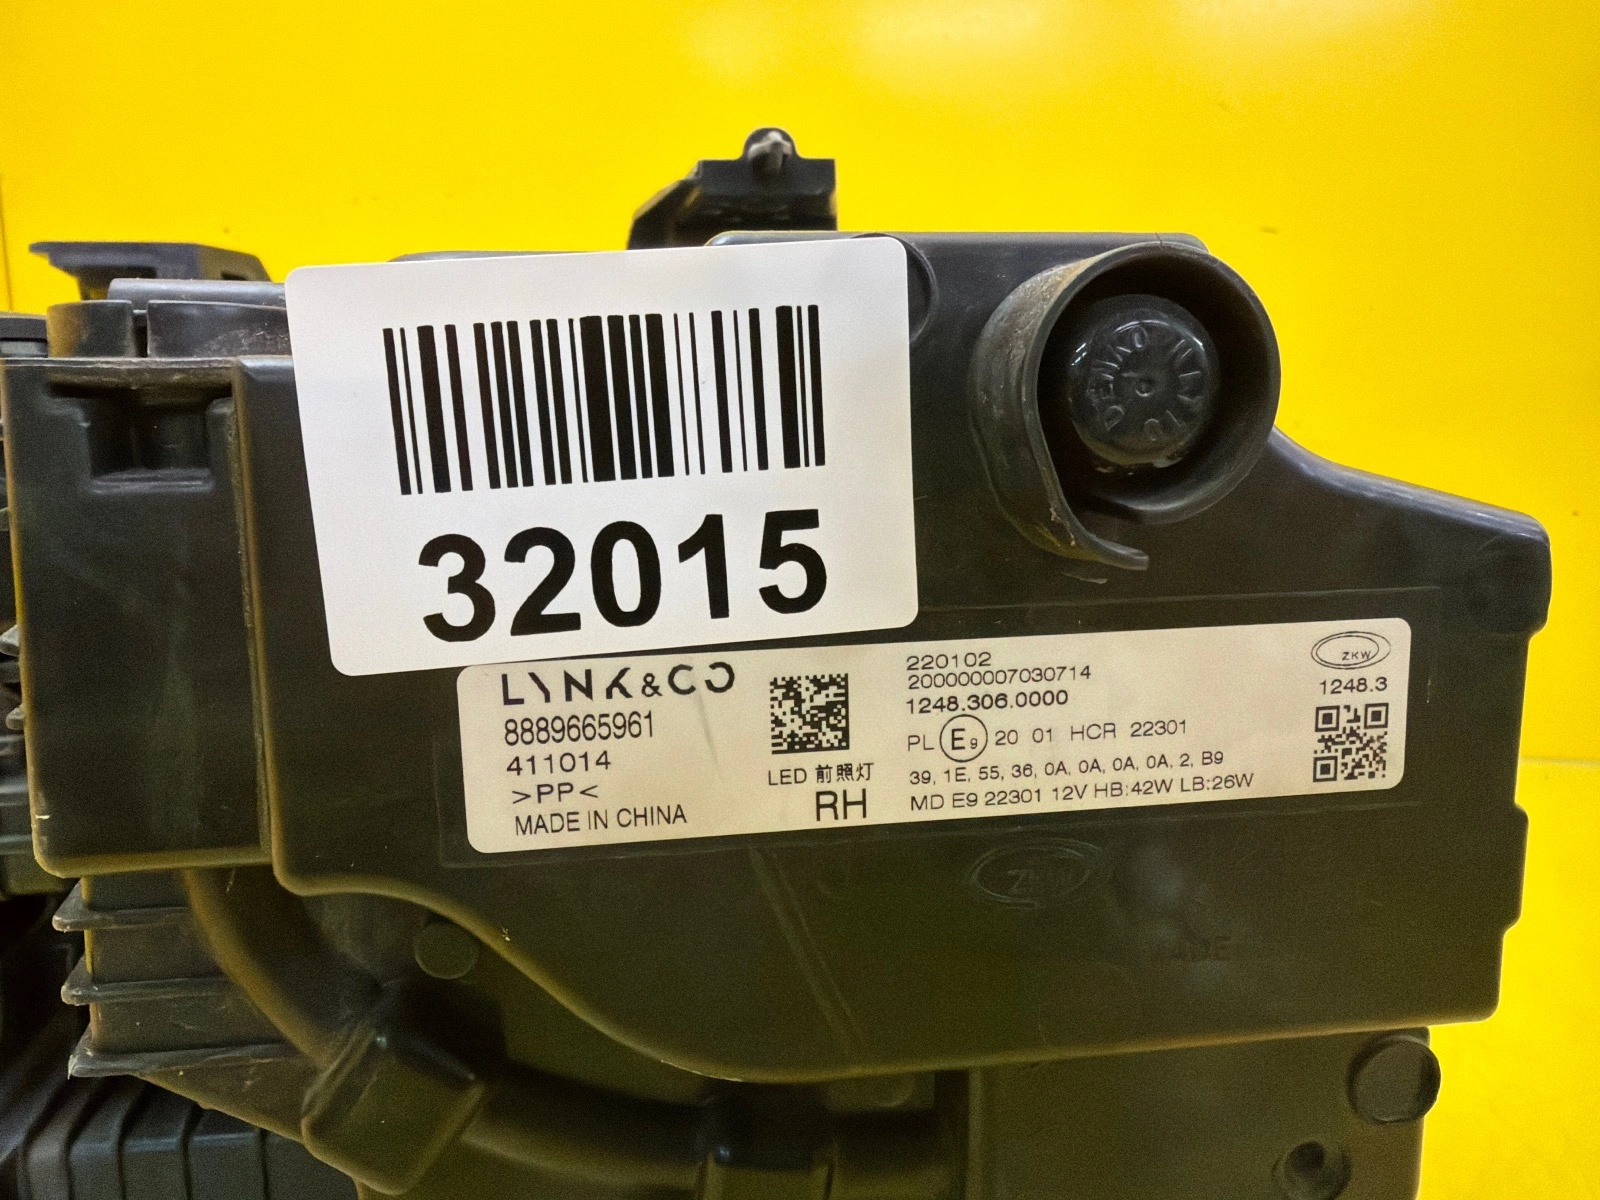 32015
LYNK&CO
8889665961
411014
>PP<
MADE IN CHINA
LED 前照灯
RH
220102
200000007030714
1248.306.0000
PL E9 20 01 HCR 22301
39, 1E, 55, 36, 0A, 0A, 0A, 0A, 2, B9
MD E9 22301 12V HB:42W LB:26W
ZKW
1248.3
ZKW